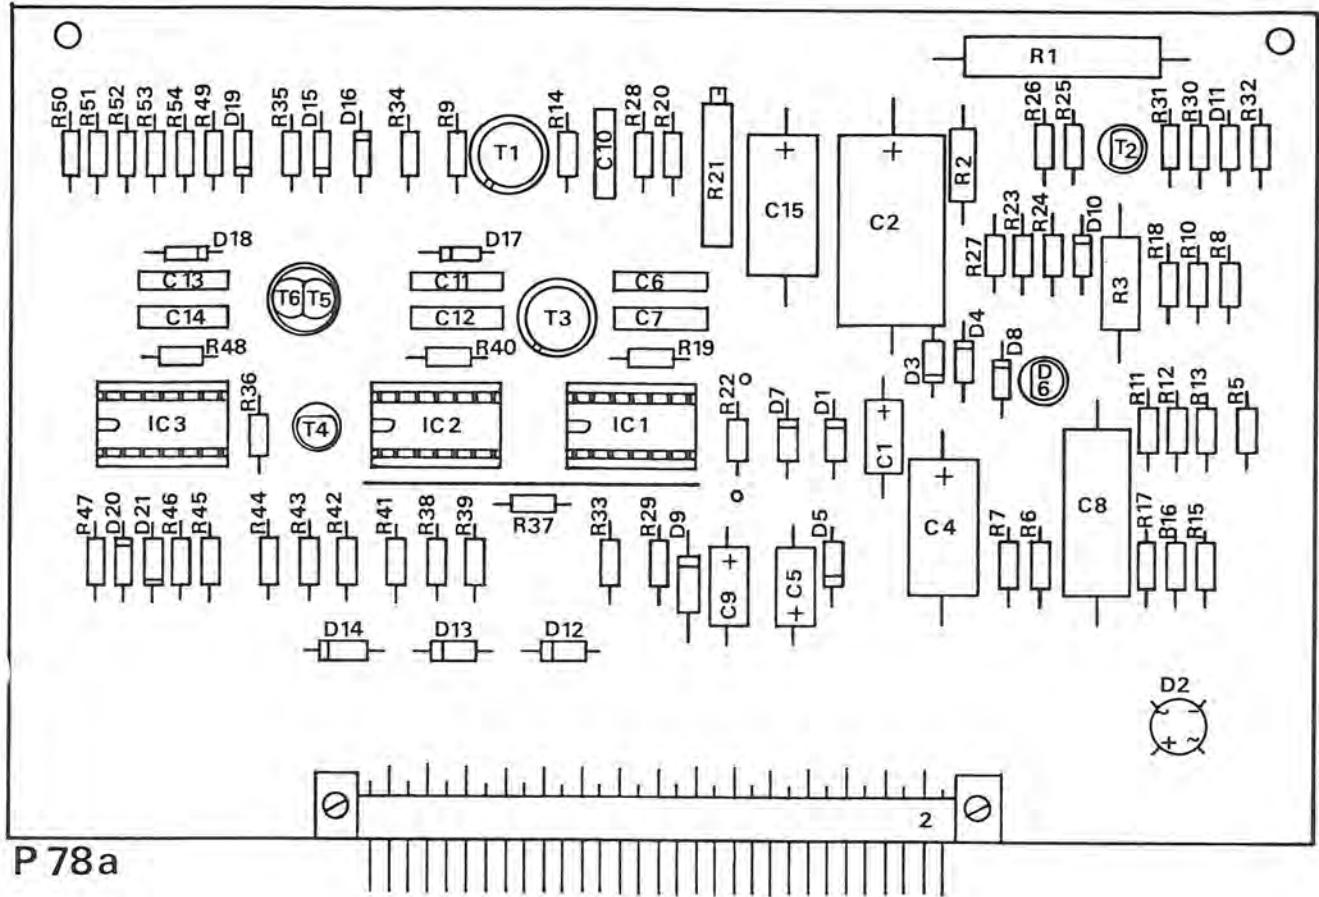 R1
R50 R51 R52 R53 R54 R49 D19 R35 D15 D16 R34 R9 T1 R14 C10 R28 R20 R21 C15 C2 R2 R26 R25 T2 R31 R30 D11 R32
D18 D17 R27 R23 R24 D10 R3 R18 R10 R8
C13 T6 T5 C11 C6
C14 C12 T3 C7
R48 R40 R19 D3 D4 D8 D6
IC3 R36 T4 IC2 IC1 R22 D7 D1 C1 R11 R12 R13 R5
R47 D20 D21 R46 R45 R44 R43 R42 R41 R38 R39 R37 R33 R29 D9 C9 C5 D5 C4 R7 R6 C8 R17 R16 R15
D14 D13 D12
D2
2
P78a